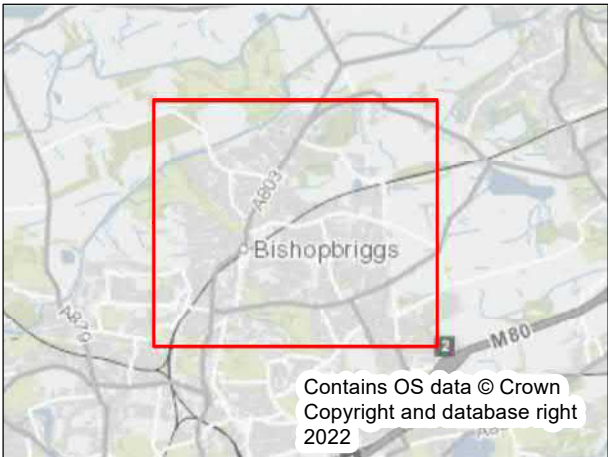 A803
Bishopbriggs
A879
2
M80
Contains OS data © Crown
Copyright and database right
2022